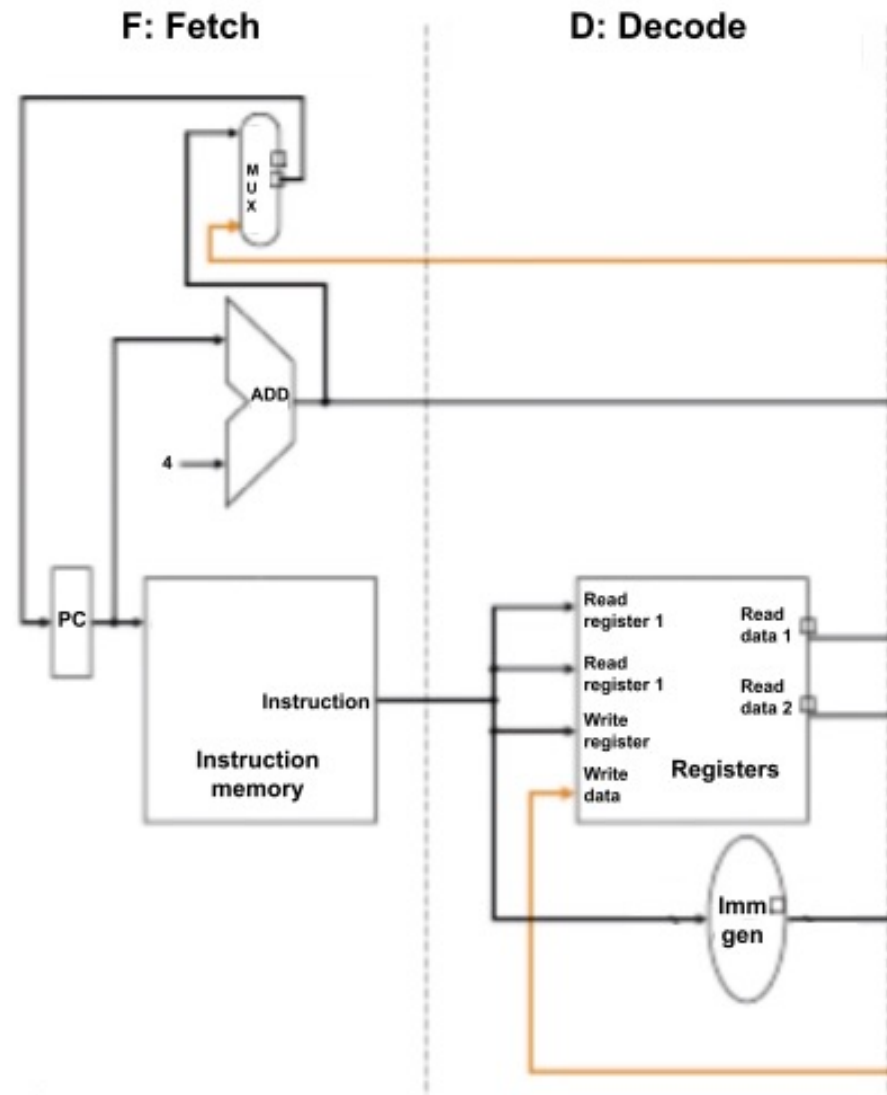 F: Fetch
D: Decode
M
U
X
ADD
4
PC
Instruction
Instruction
memory
Read
register 1
Read
register 1
Write
register
Write
data
Read
data 1
Read
data 2
Registers
Imm
gen